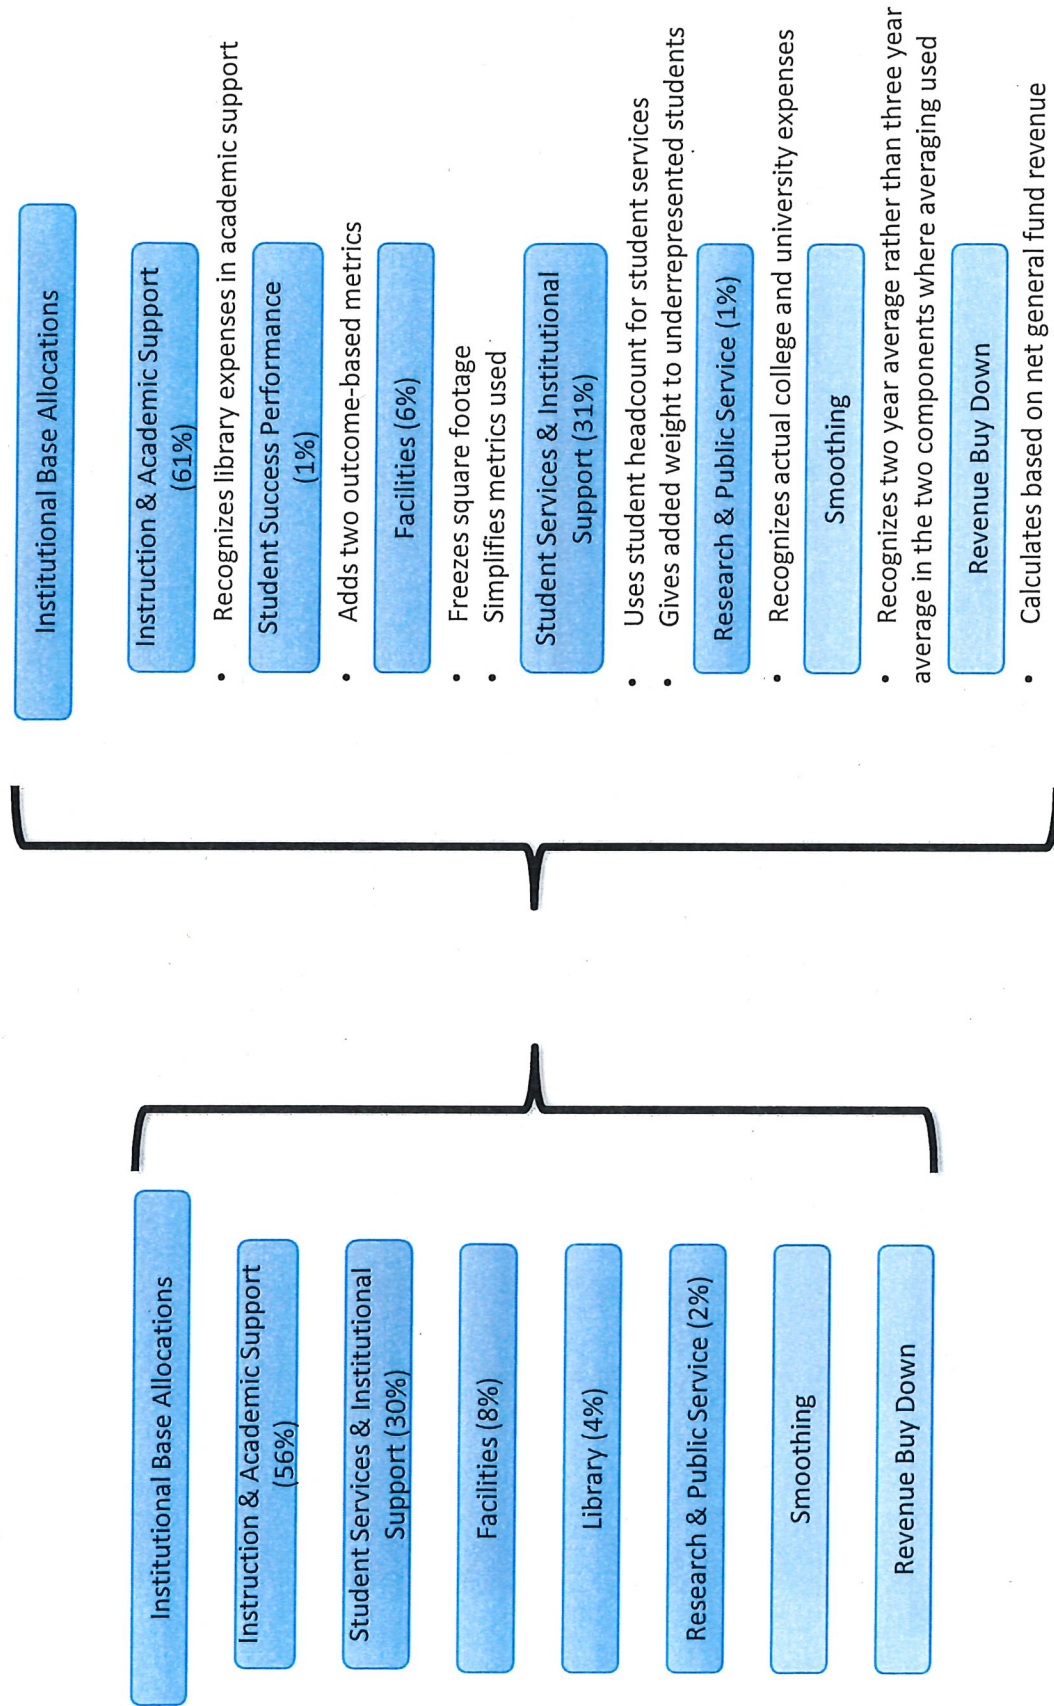 Institutional Base Allocations
Instruction & Academic Support
(56%)
Student Services & Institutional
Support (30%)
Facilities (8%)
Library (4%)
Research & Public Service (2%)
Smoothing
Revenue Buy Down
Institutional Base Allocations
Instruction & Academic Support
(61%)
• Recognizes library expenses in academic support
Student Success Performance
(1%)
• Adds two outcome-based metrics
Facilities (6%)
• Freezes square footage
• Simplifies metrics used
Student Services & Institutional
Support (31%)
• Uses student headcount for student services
• Gives added weight to underrepresented students
Research & Public Service (1%)
• Recognizes actual college and university expenses
Smoothing
• Recognizes two year average rather than three year
average in the two components where averaging used
Revenue Buy Down
• Calculates based on net general fund revenue